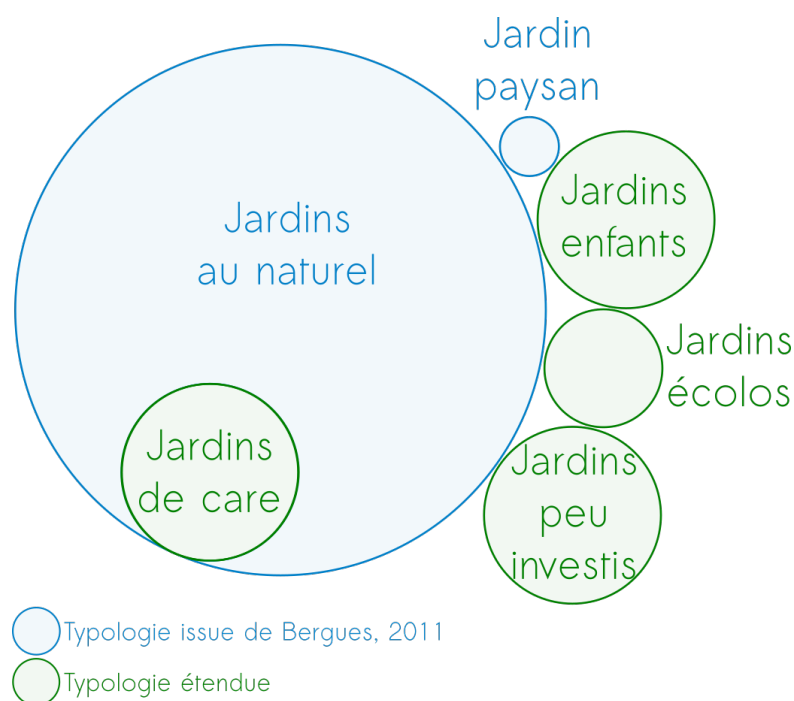 Jardin
paysan
Jardins
enfants
Jardins
au naturel
Jardins
écolos
Jardins
de care
Jardins
peu
investis
Typologie issue de Bergues, 2011
Typologie étendue